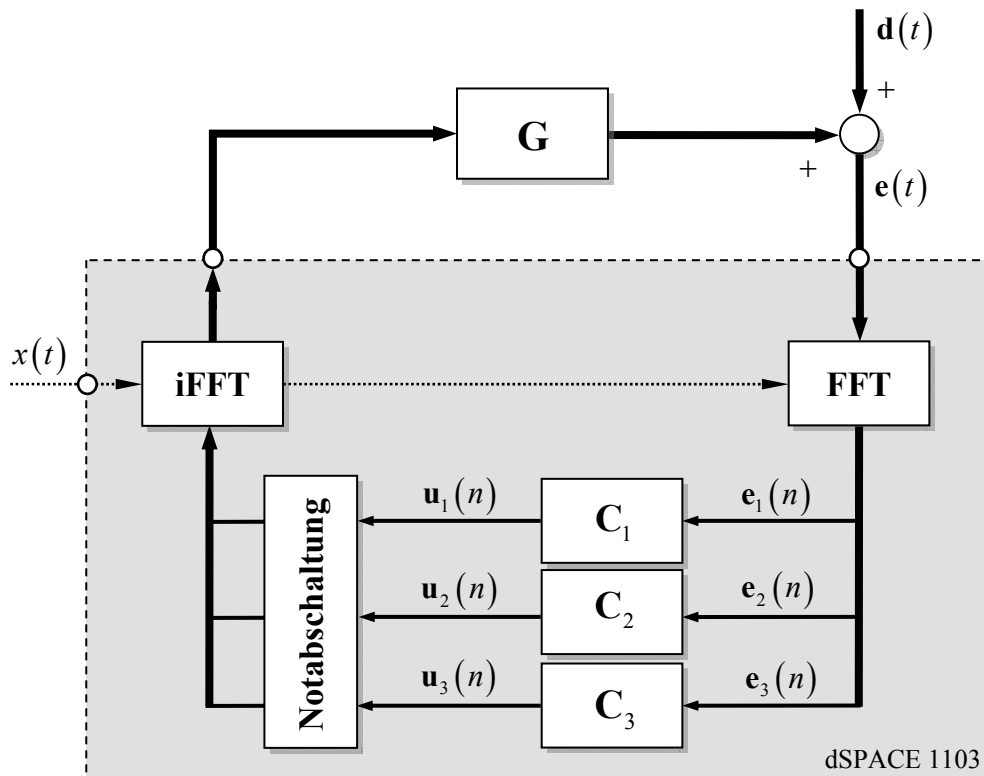 d(t)
+
G
+
e(t)
x(t)
iFFT
FFT
Notabschaltung
u₁(n)
C₁
e₁(n)
u₂(n)
C₂
e₂(n)
u₃(n)
C₃
e₃(n)
dSPACE 1103